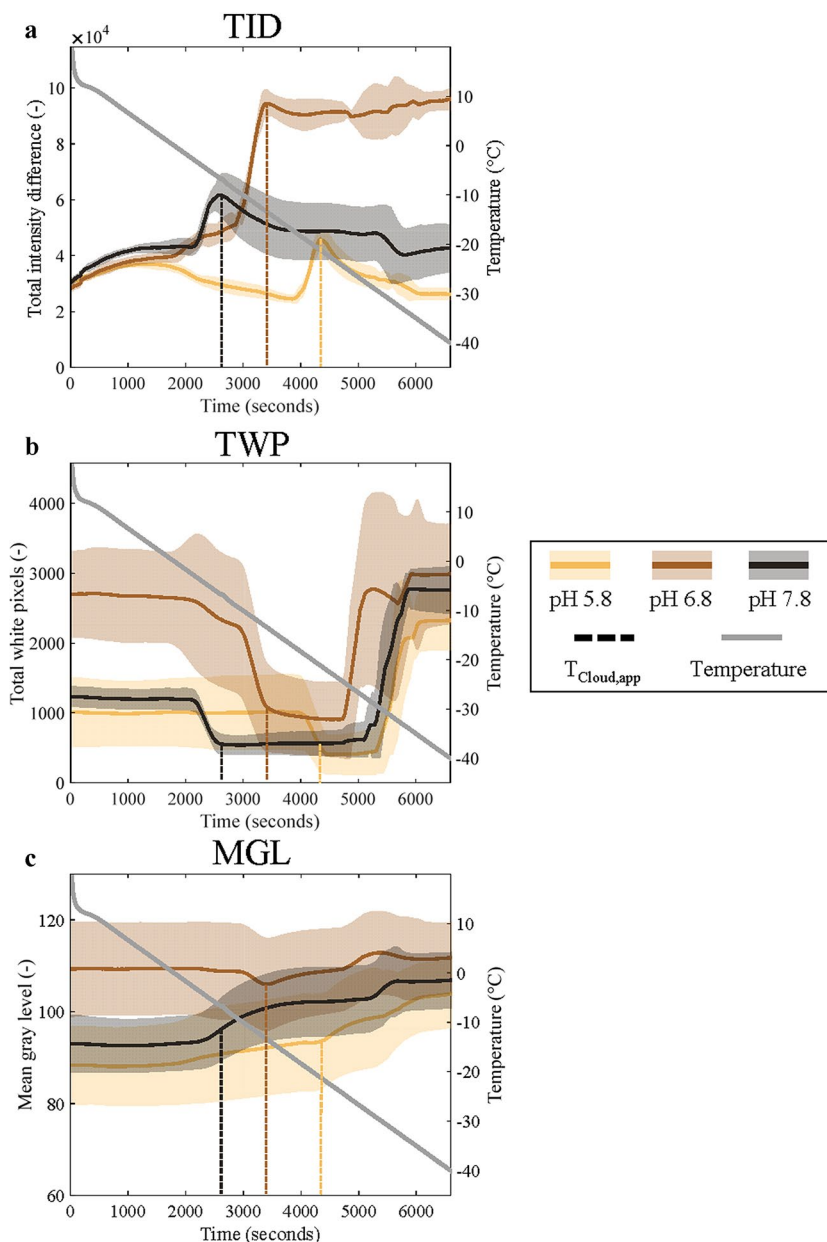 a TID
×10⁴
10
8
6
4
2
0
Total intensity difference (-)
10
0
-10
-20
-30
-40
Temperature (°C)
0 1000 2000 3000 4000 5000 6000
Time (seconds)
b TWP
4000
3000
2000
1000
0
Total white pixels (-)
10
0
-10
-20
-30
-40
Temperature (°C)
0 1000 2000 3000 4000 5000 6000
Time (seconds)
pH 5.8 pH 6.8 pH 7.8
TCloud,app Temperature
c MGL
120
100
80
60
Mean gray level (-)
10
0
-10
-20
-30
-40
Temperature (°C)
0 1000 2000 3000 4000 5000 6000
Time (seconds)